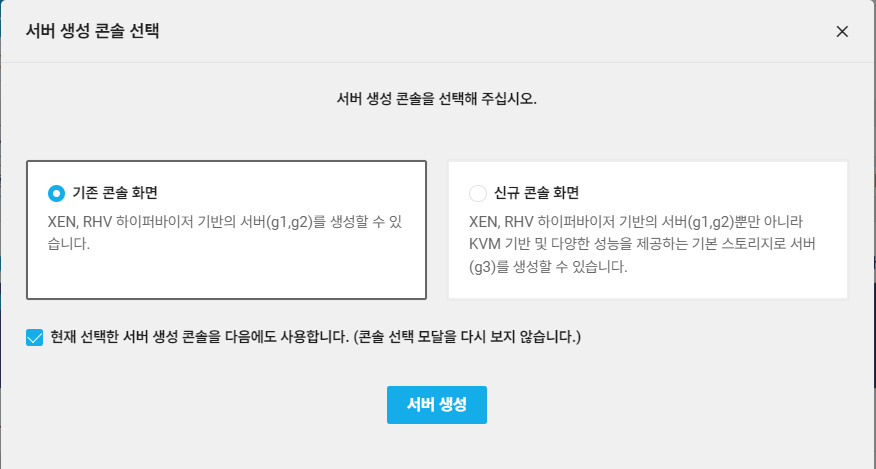 서버 생성 콘솔 선택
서버 생성 콘솔을 선택해 주십시오.
기존 콘솔 화면
XEN, RHV 하이퍼바이저 기반의 서버(g1,g2)를 생성할 수 있
습니다.
신규 콘솔 화면
XEN, RHV 하이퍼바이저 기반의 서버(g1,g2)뿐만 아니라
KVM 기반 및 다양한 성능을 제공하는 기본 스토리지로 서버
(g3)를 생성할 수 있습니다.
현재 선택한 서버 생성 콘솔을 다음에도 사용합니다. (콘솔 선택 모달을 다시 보지 않습니다.)
서버 생성